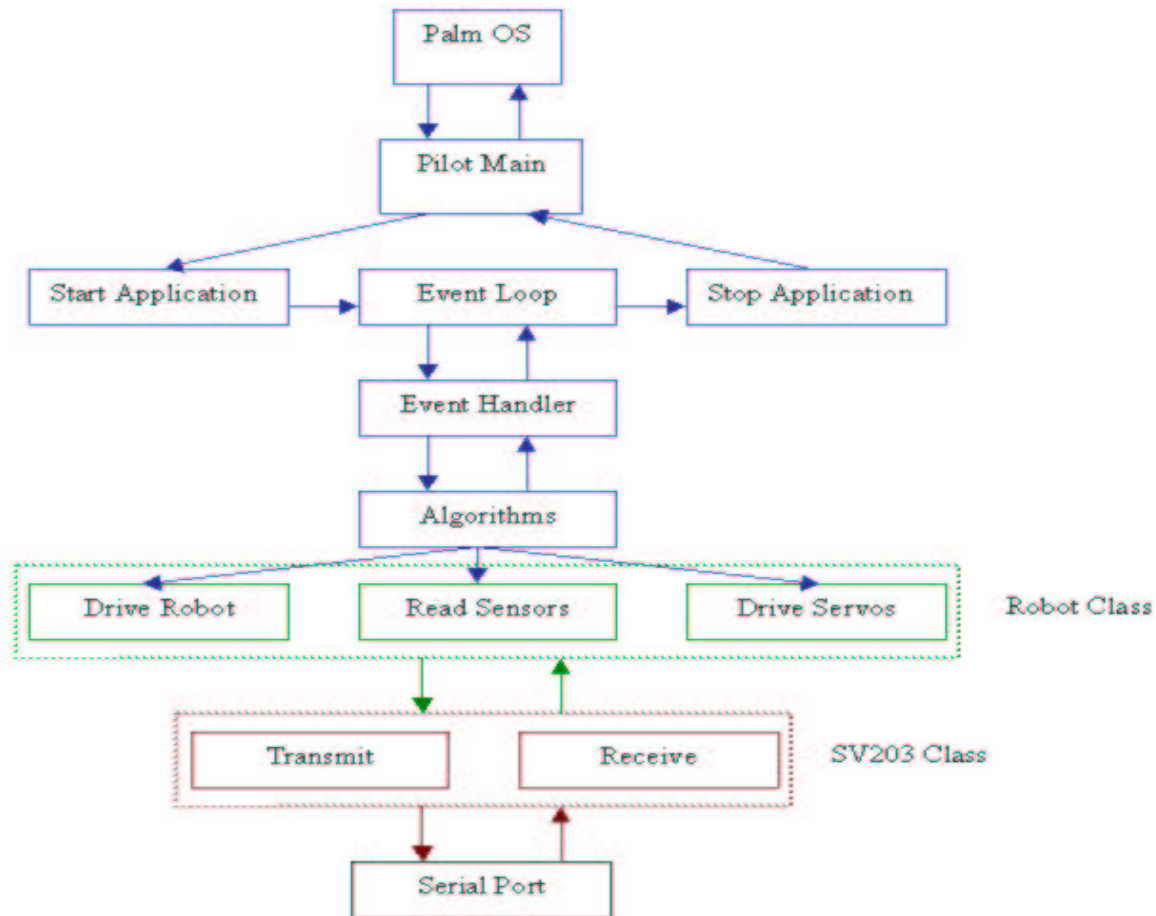 Palm OS
Pilot Main
Start Application
Event Loop
Stop Application
Event Handler
Algorithms
Drive Robot
Read Sensors
Drive Servos
Robot Class
Transmit
Receive
SV203 Class
Serial Port